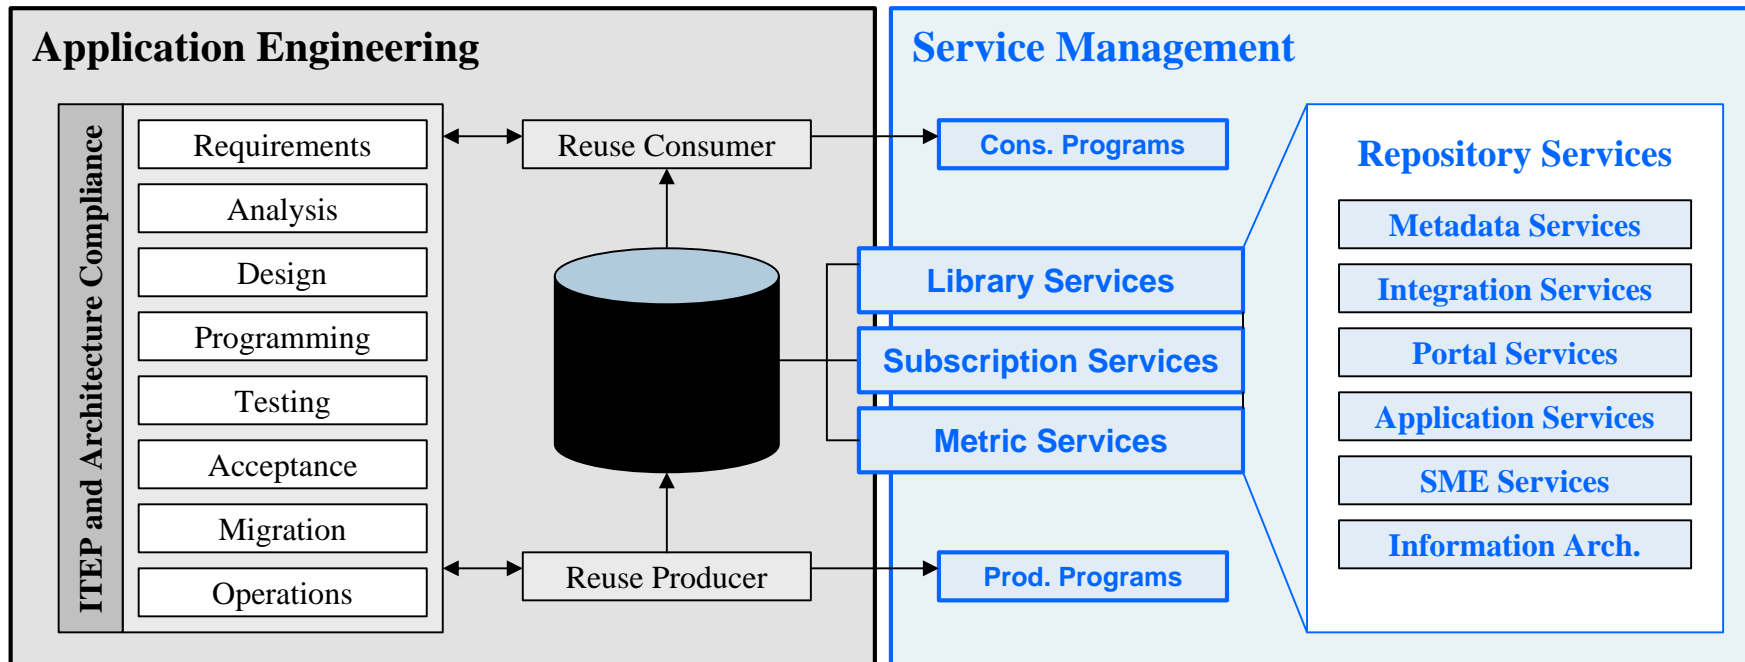 Application Engineering
ITEP and Architecture Compliance
Requirements
Analysis
Design
Programming
Testing
Acceptance
Migration
Operations
Reuse Consumer
Reuse Producer
Service Management
Cons. Programs
Library Services
Subscription Services
Metric Services
Prod. Programs
Repository Services
Metadata Services
Integration Services
Portal Services
Application Services
SME Services
Information Arch.